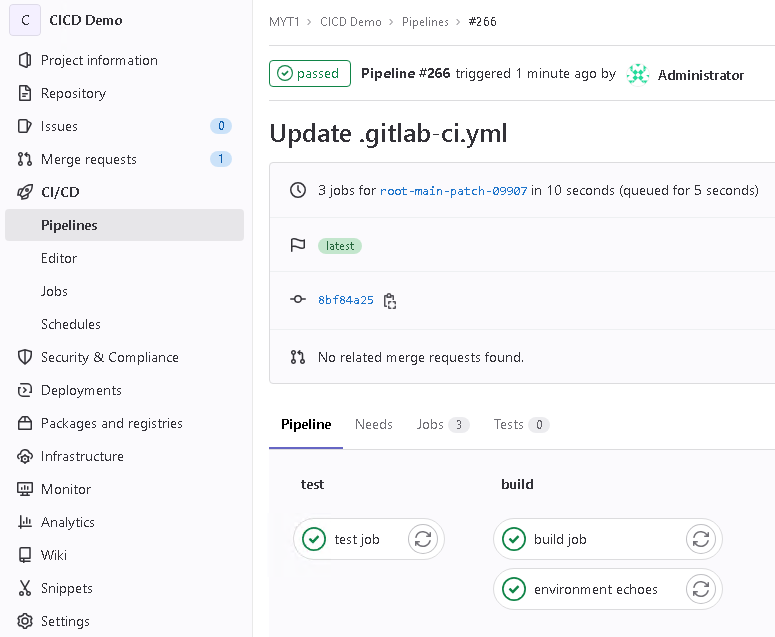 C CICD Demo
Project information
Repository
Issues 0
Merge requests 1
CI/CD
Pipelines
Editor
Jobs
Schedules
Security & Compliance
Deployments
Packages and registries
Infrastructure
Monitor
Analytics
Wiki
Snippets
Settings
MYT1 > CICD Demo > Pipelines > #266
passed Pipeline #266 triggered 1 minute ago by Administrator
Update .gitlab-ci.yml
3 jobs for root-main-patch-09907 in 10 seconds (queued for 5 seconds)
latest
8bf84a25
No related merge requests found.
Pipeline Needs Jobs 3 Tests 0
test build
test job build job
environment echoes